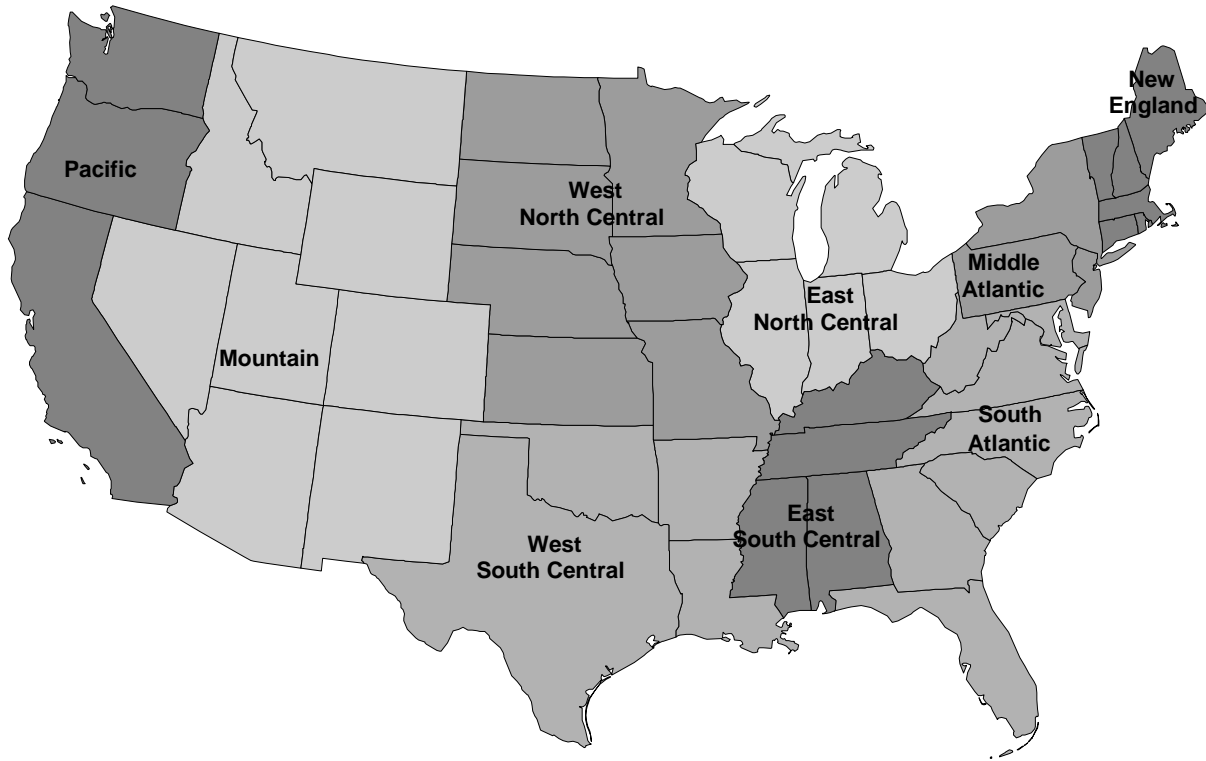 New
England
Pacific
West
North Central
Middle
Atlantic
East
North Central
Mountain
South
Atlantic
East
South Central
West
South Central